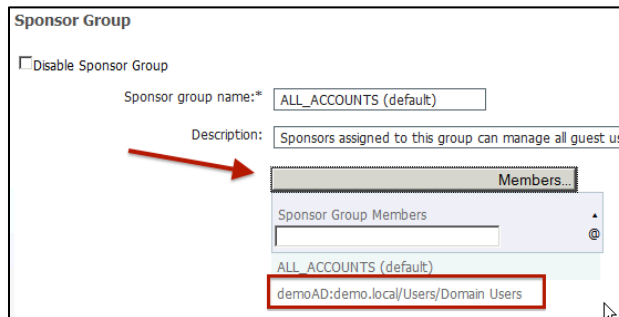 Sponsor Group
Disable Sponsor Group
Sponsor group name:* ALL_ACCOUNTS (default)
Description: Sponsors assigned to this group can manage all guest us
Members...
Sponsor Group Members
@
ALL_ACCOUNTS (default)
demoAD:demo.local/Users/Domain Users